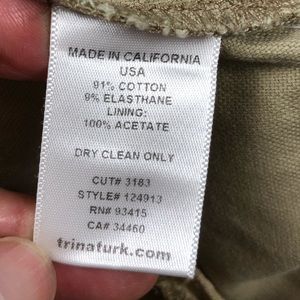 MADE IN CALIFORNIA
USA
91% COTTON
9% ELASTHANE
LINING:
100% ACETATE
DRY CLEAN ONLY
CUT# 3183
STYLE# 124913
RN# 93415
CA# 34460
trinaturk.com